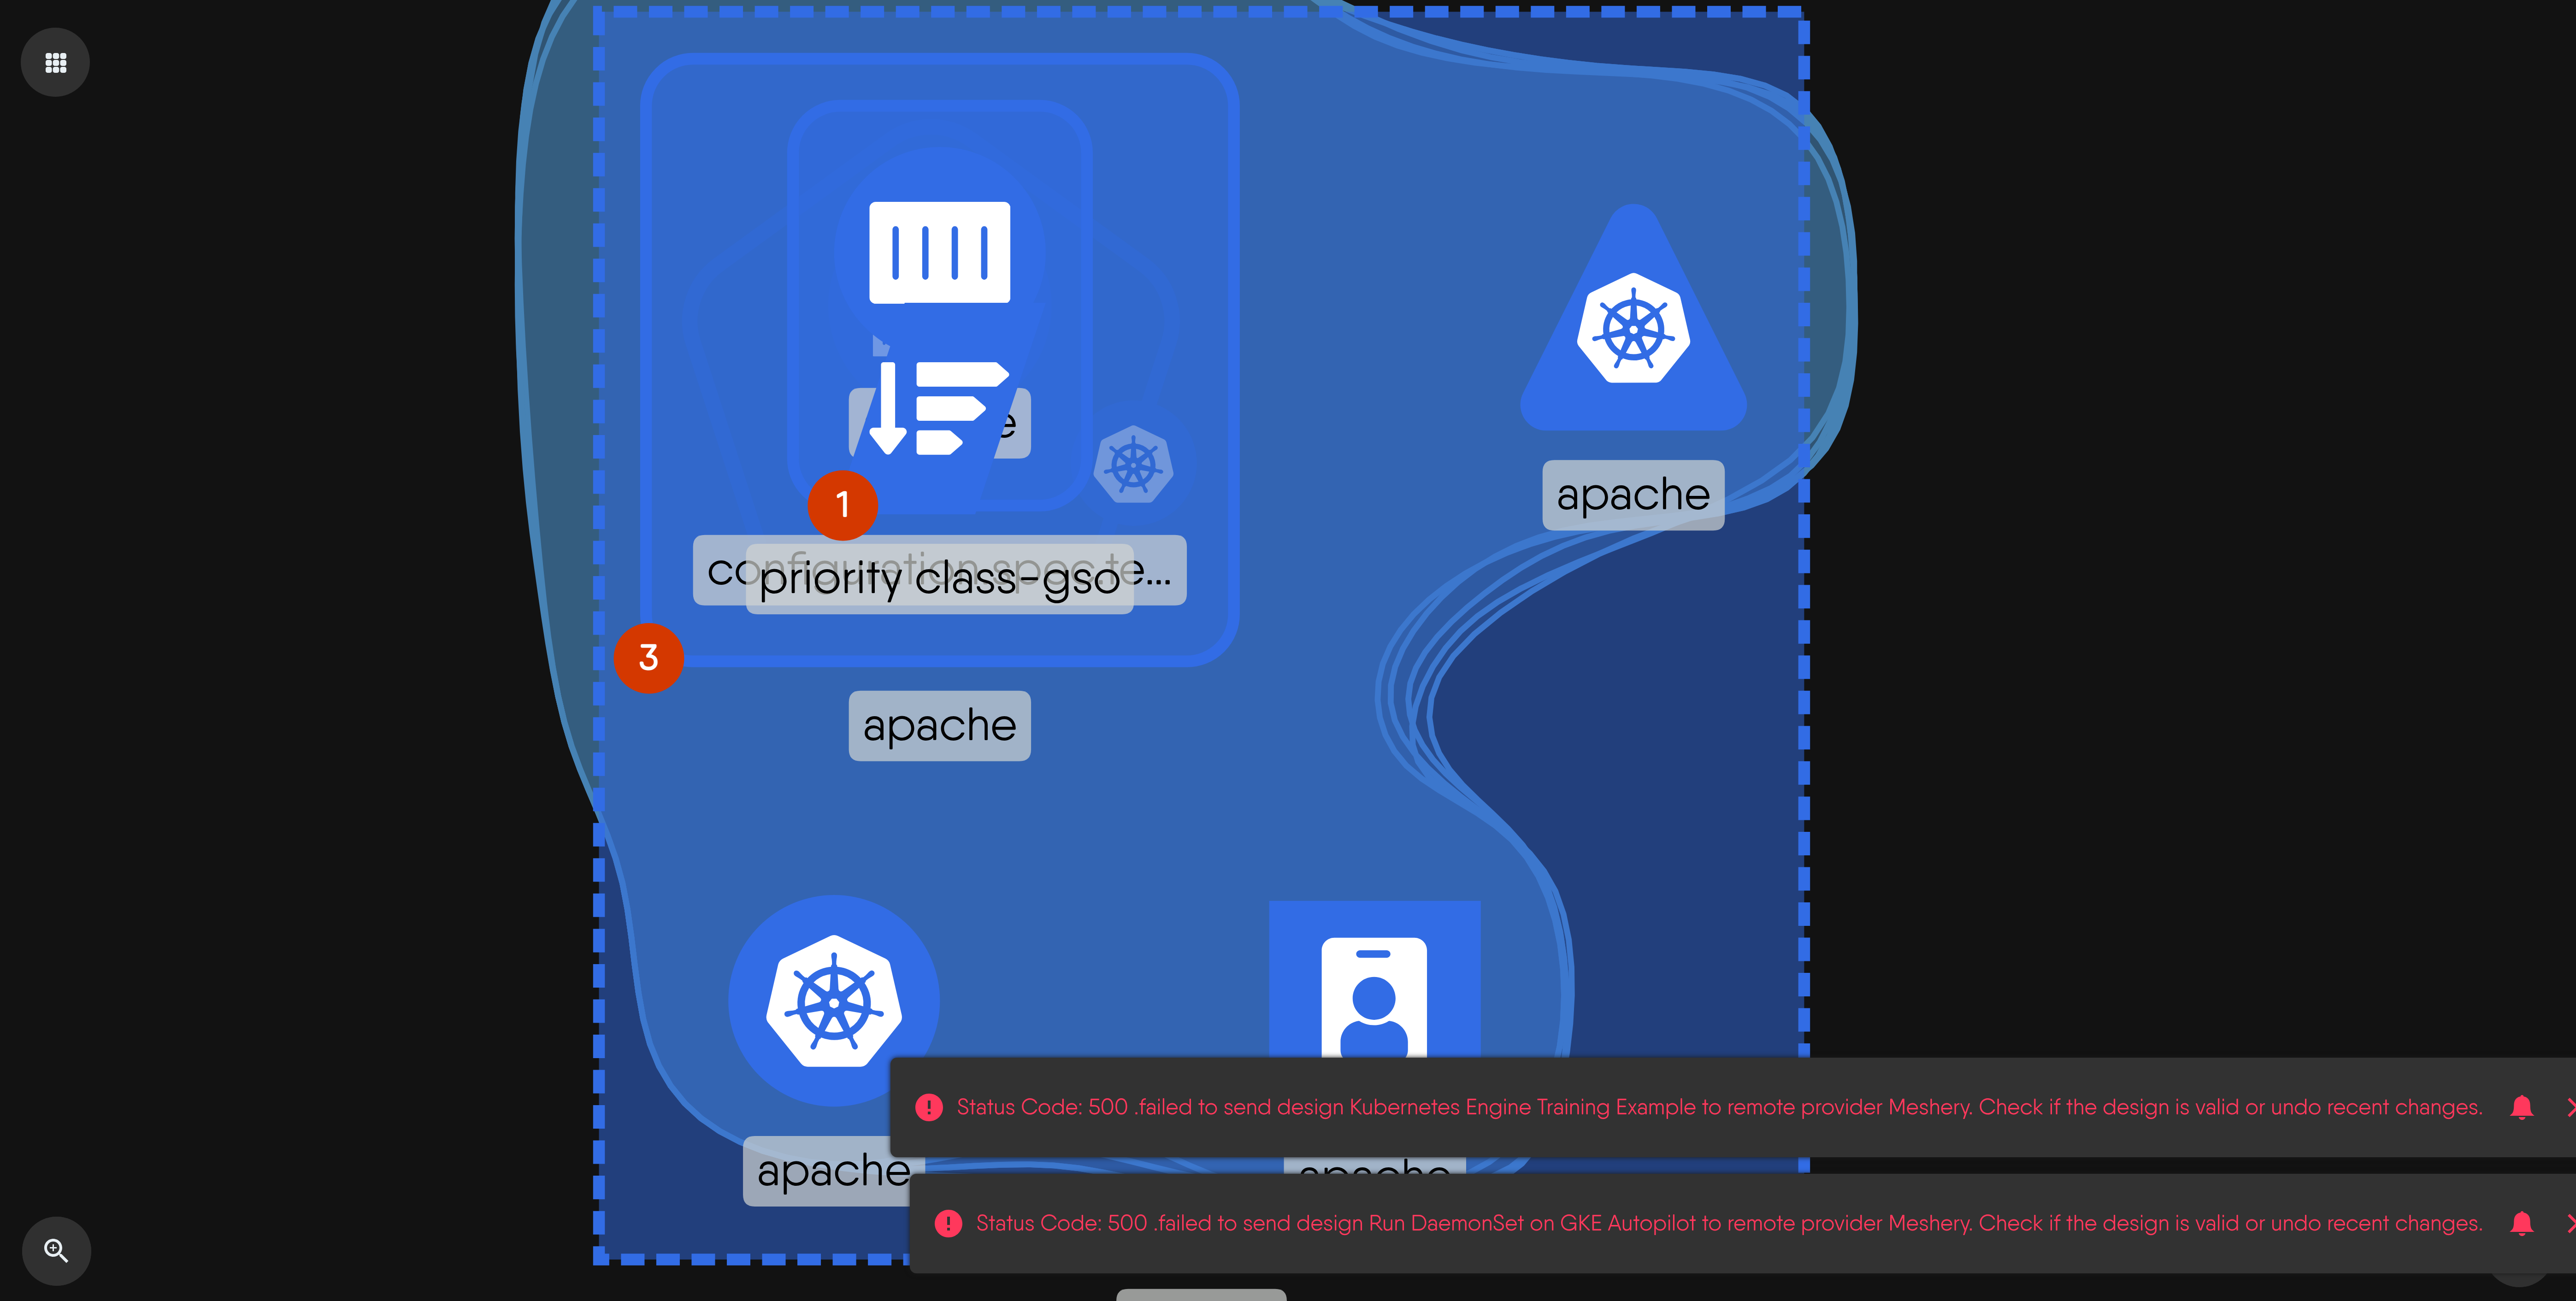 1
configuration spec.te...
priority class-gso
3
apache
apache
apache
Status Code: 500 .failed to send design Kubernetes Engine Training Example to remote provider Meshery. Check if the design is valid or undo recent changes.
Status Code: 500 .failed to send design Run DaemonSet on GKE Autopilot to remote provider Meshery. Check if the design is valid or undo recent changes.